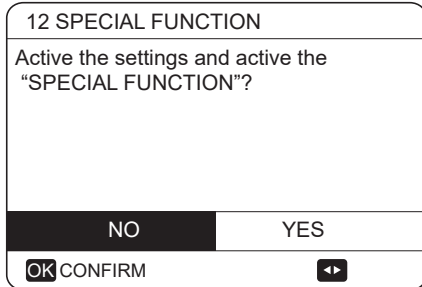 12 SPECIAL FUNCTION
Active the settings and active the
“SPECIAL FUNCTION”?
NO YES
OK CONFIRM